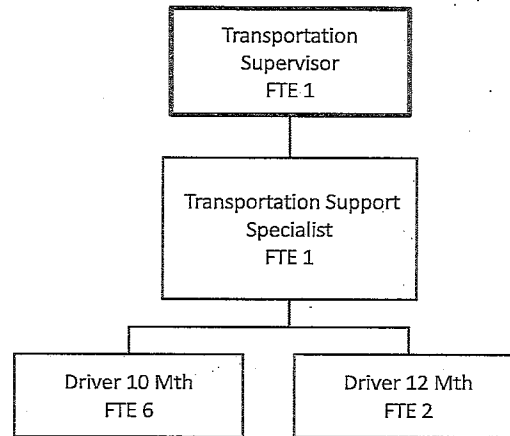 Transportation
Supervisor
FTE 1
Transportation Support
Specialist
FTE 1
Driver 10 Mth
FTE 6
Driver 12 Mth
FTE 2